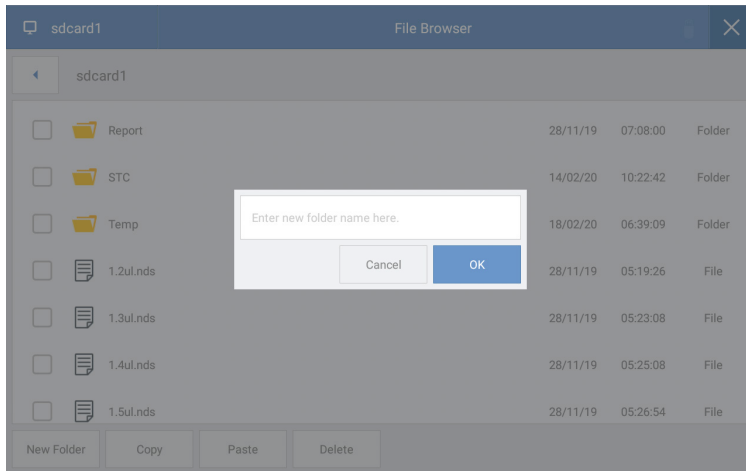 sdcard1 File Browser
sdcard1
Report 28/11/19 07:08:00 Folder
STC 14/02/20 10:22:42 Folder
Temp 18/02/20 06:39:09 Folder
Enter new folder name here.
Cancel OK
1.2ul.nds 28/11/19 05:19:26 File
1.3ul.nds 28/11/19 05:23:08 File
1.4ul.nds 28/11/19 05:25:08 File
1.5ul.nds 28/11/19 05:26:54 File
New Folder Copy Paste Delete